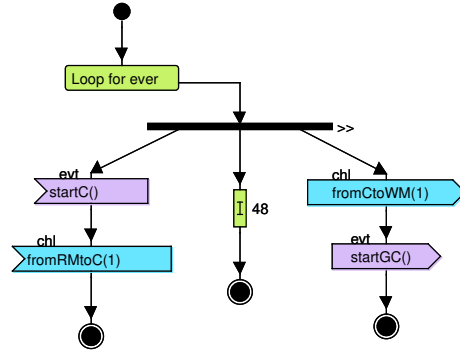 Loop for ever
>>
evt
startC()
48
chl
fromCtoWM(1)
chl
fromRMtoC(1)
evt
startGC()